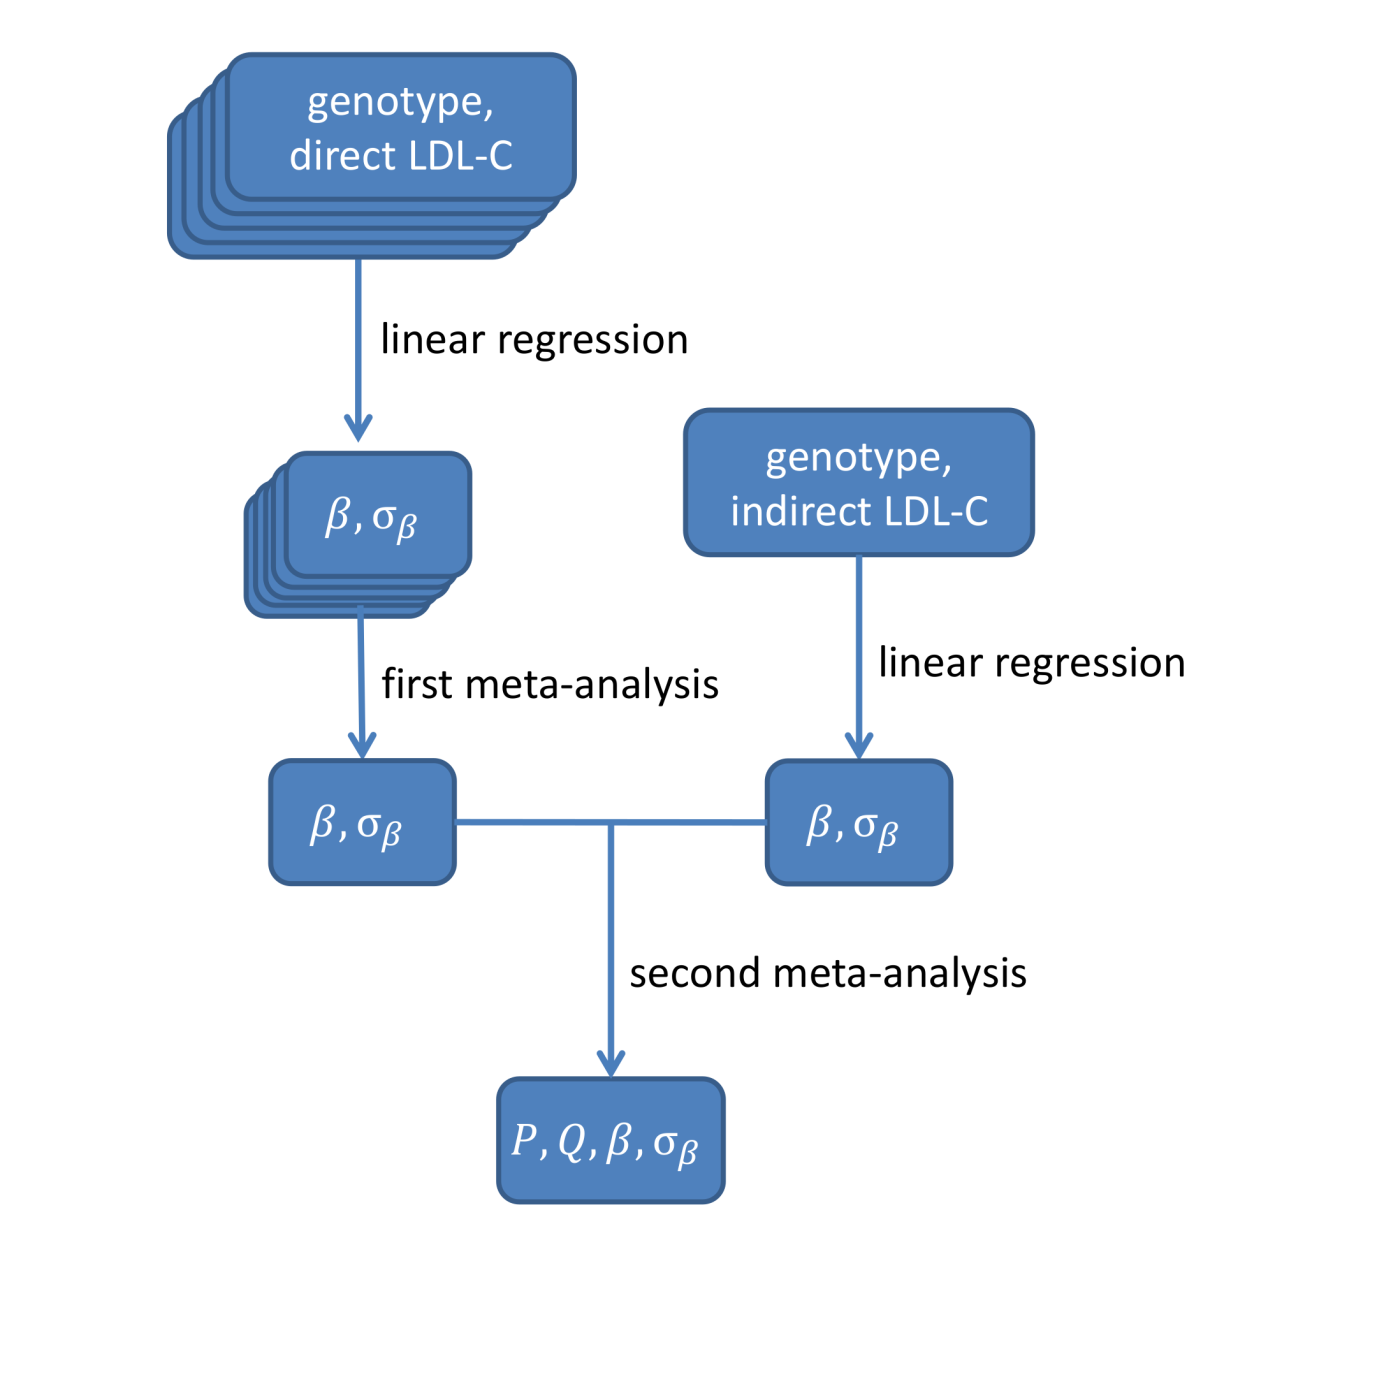 genotype,
direct LDL-C
linear regression
genotype,
indirect LDL-C
β, σβ
linear regression
first meta-analysis
β, σβ
β, σβ
second meta-analysis
P, Q, β, σβ